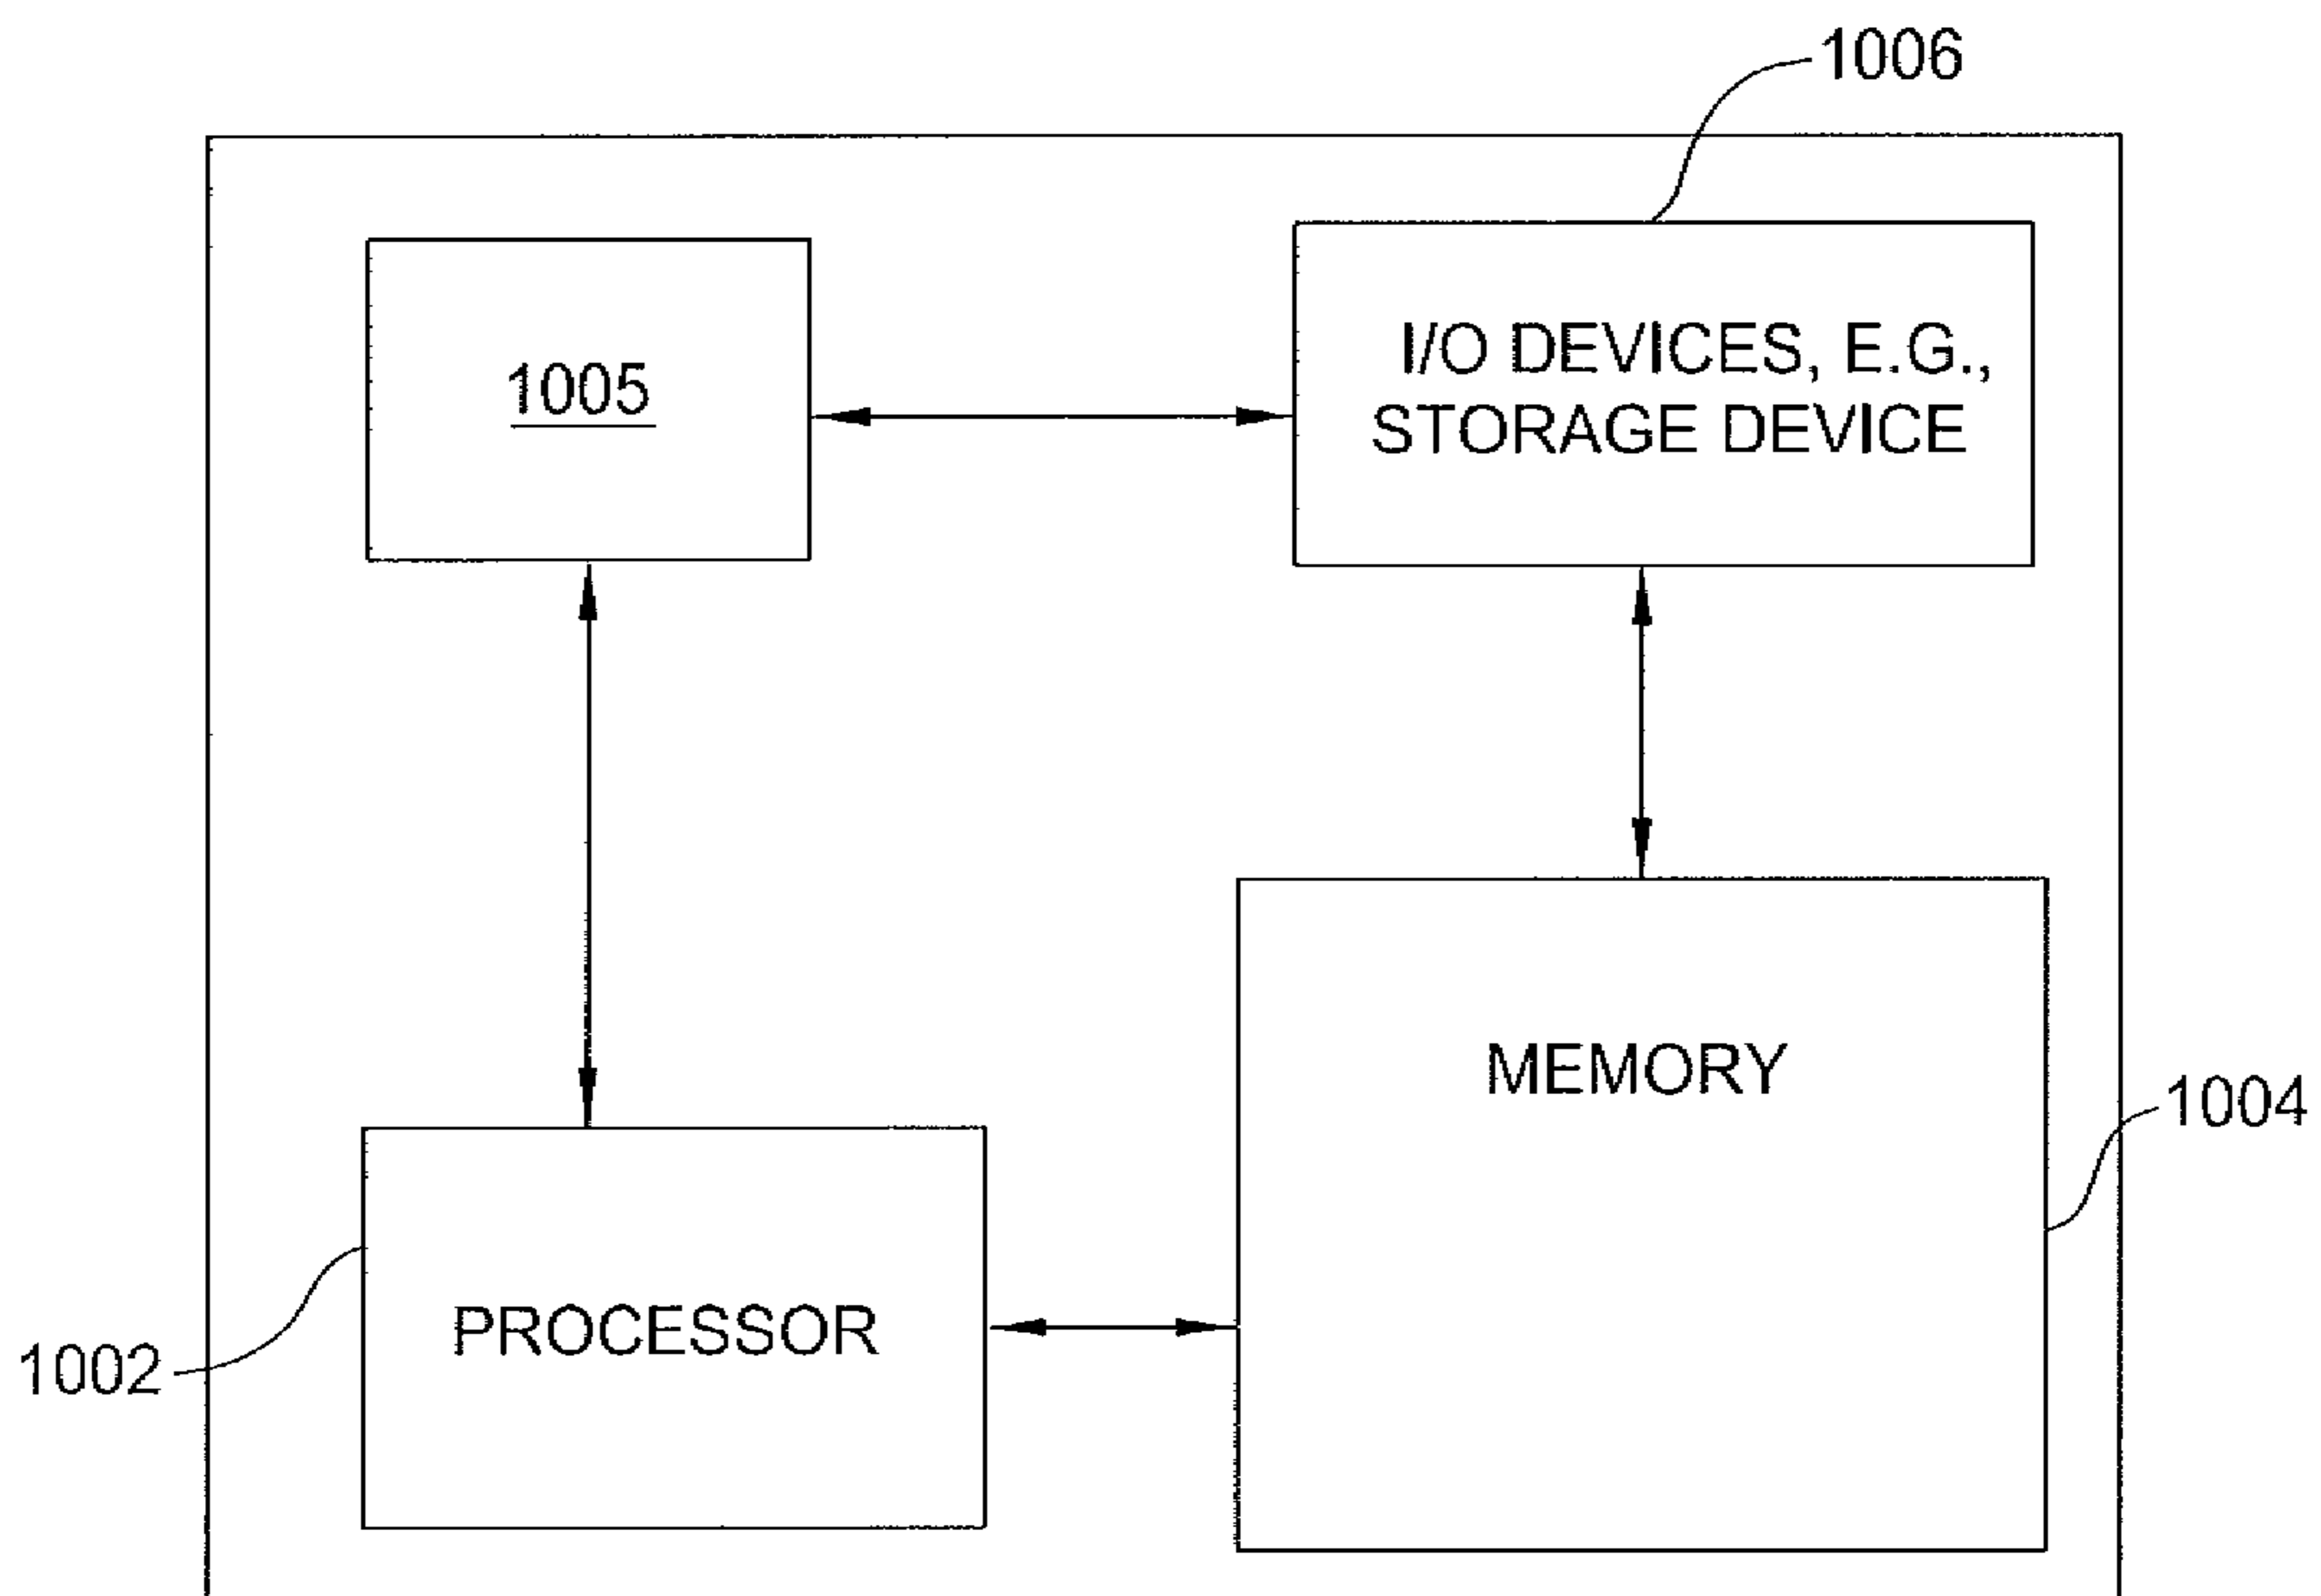 1006
1005
I/O DEVICES, E.G.,
STORAGE DEVICE
MEMORY
1004
PROCESSOR
1002